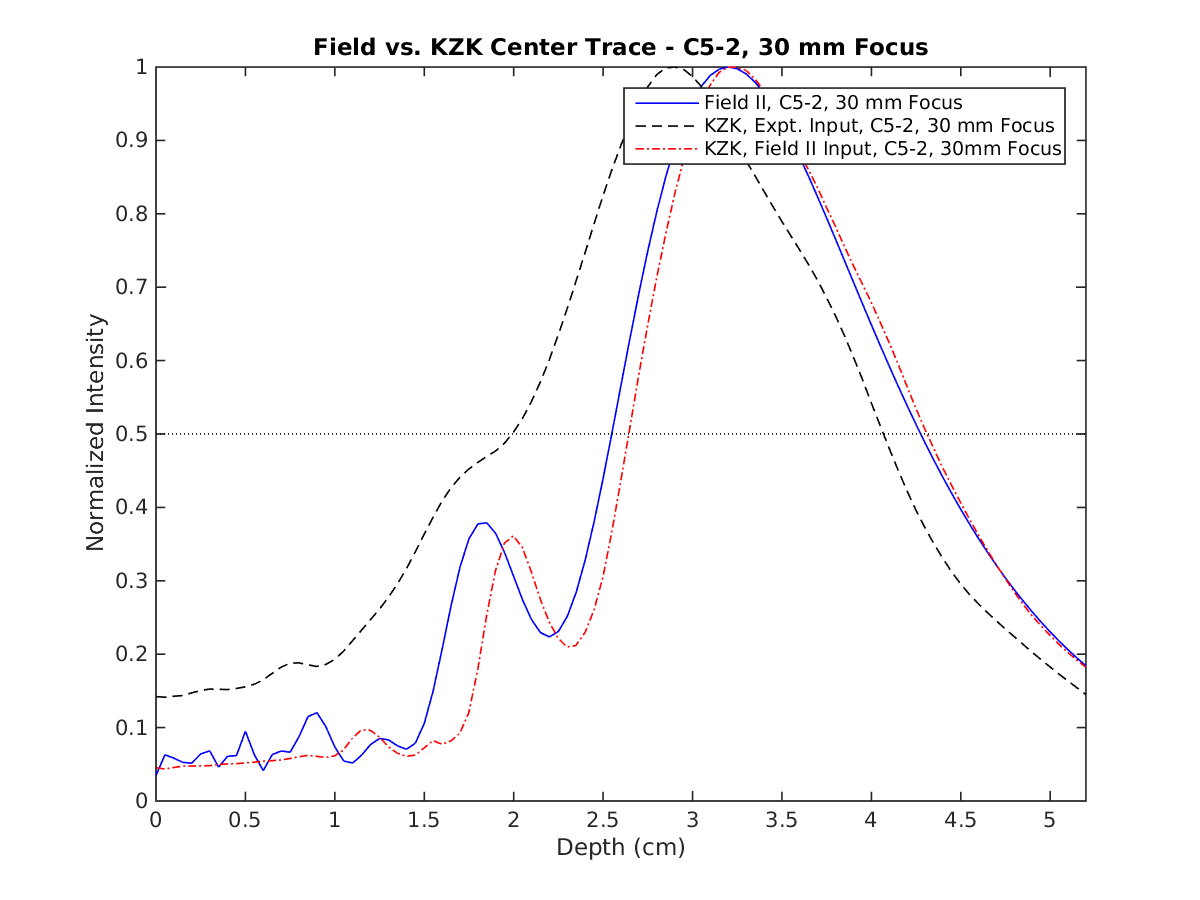 Field vs. KZK Center Trace - C5-2, 30 mm Focus
1
0.9
0.8
0.7
0.6
0.5
0.4
0.3
0.2
0.1
0
Normalized Intensity
Field II, C5-2, 30 mm Focus
KZK, Expt. Input, C5-2, 30 mm Focus
KZK, Field II Input, C5-2, 30mm Focus
0 0.5 1 1.5 2 2.5 3 3.5 4 4.5 5
Depth (cm)